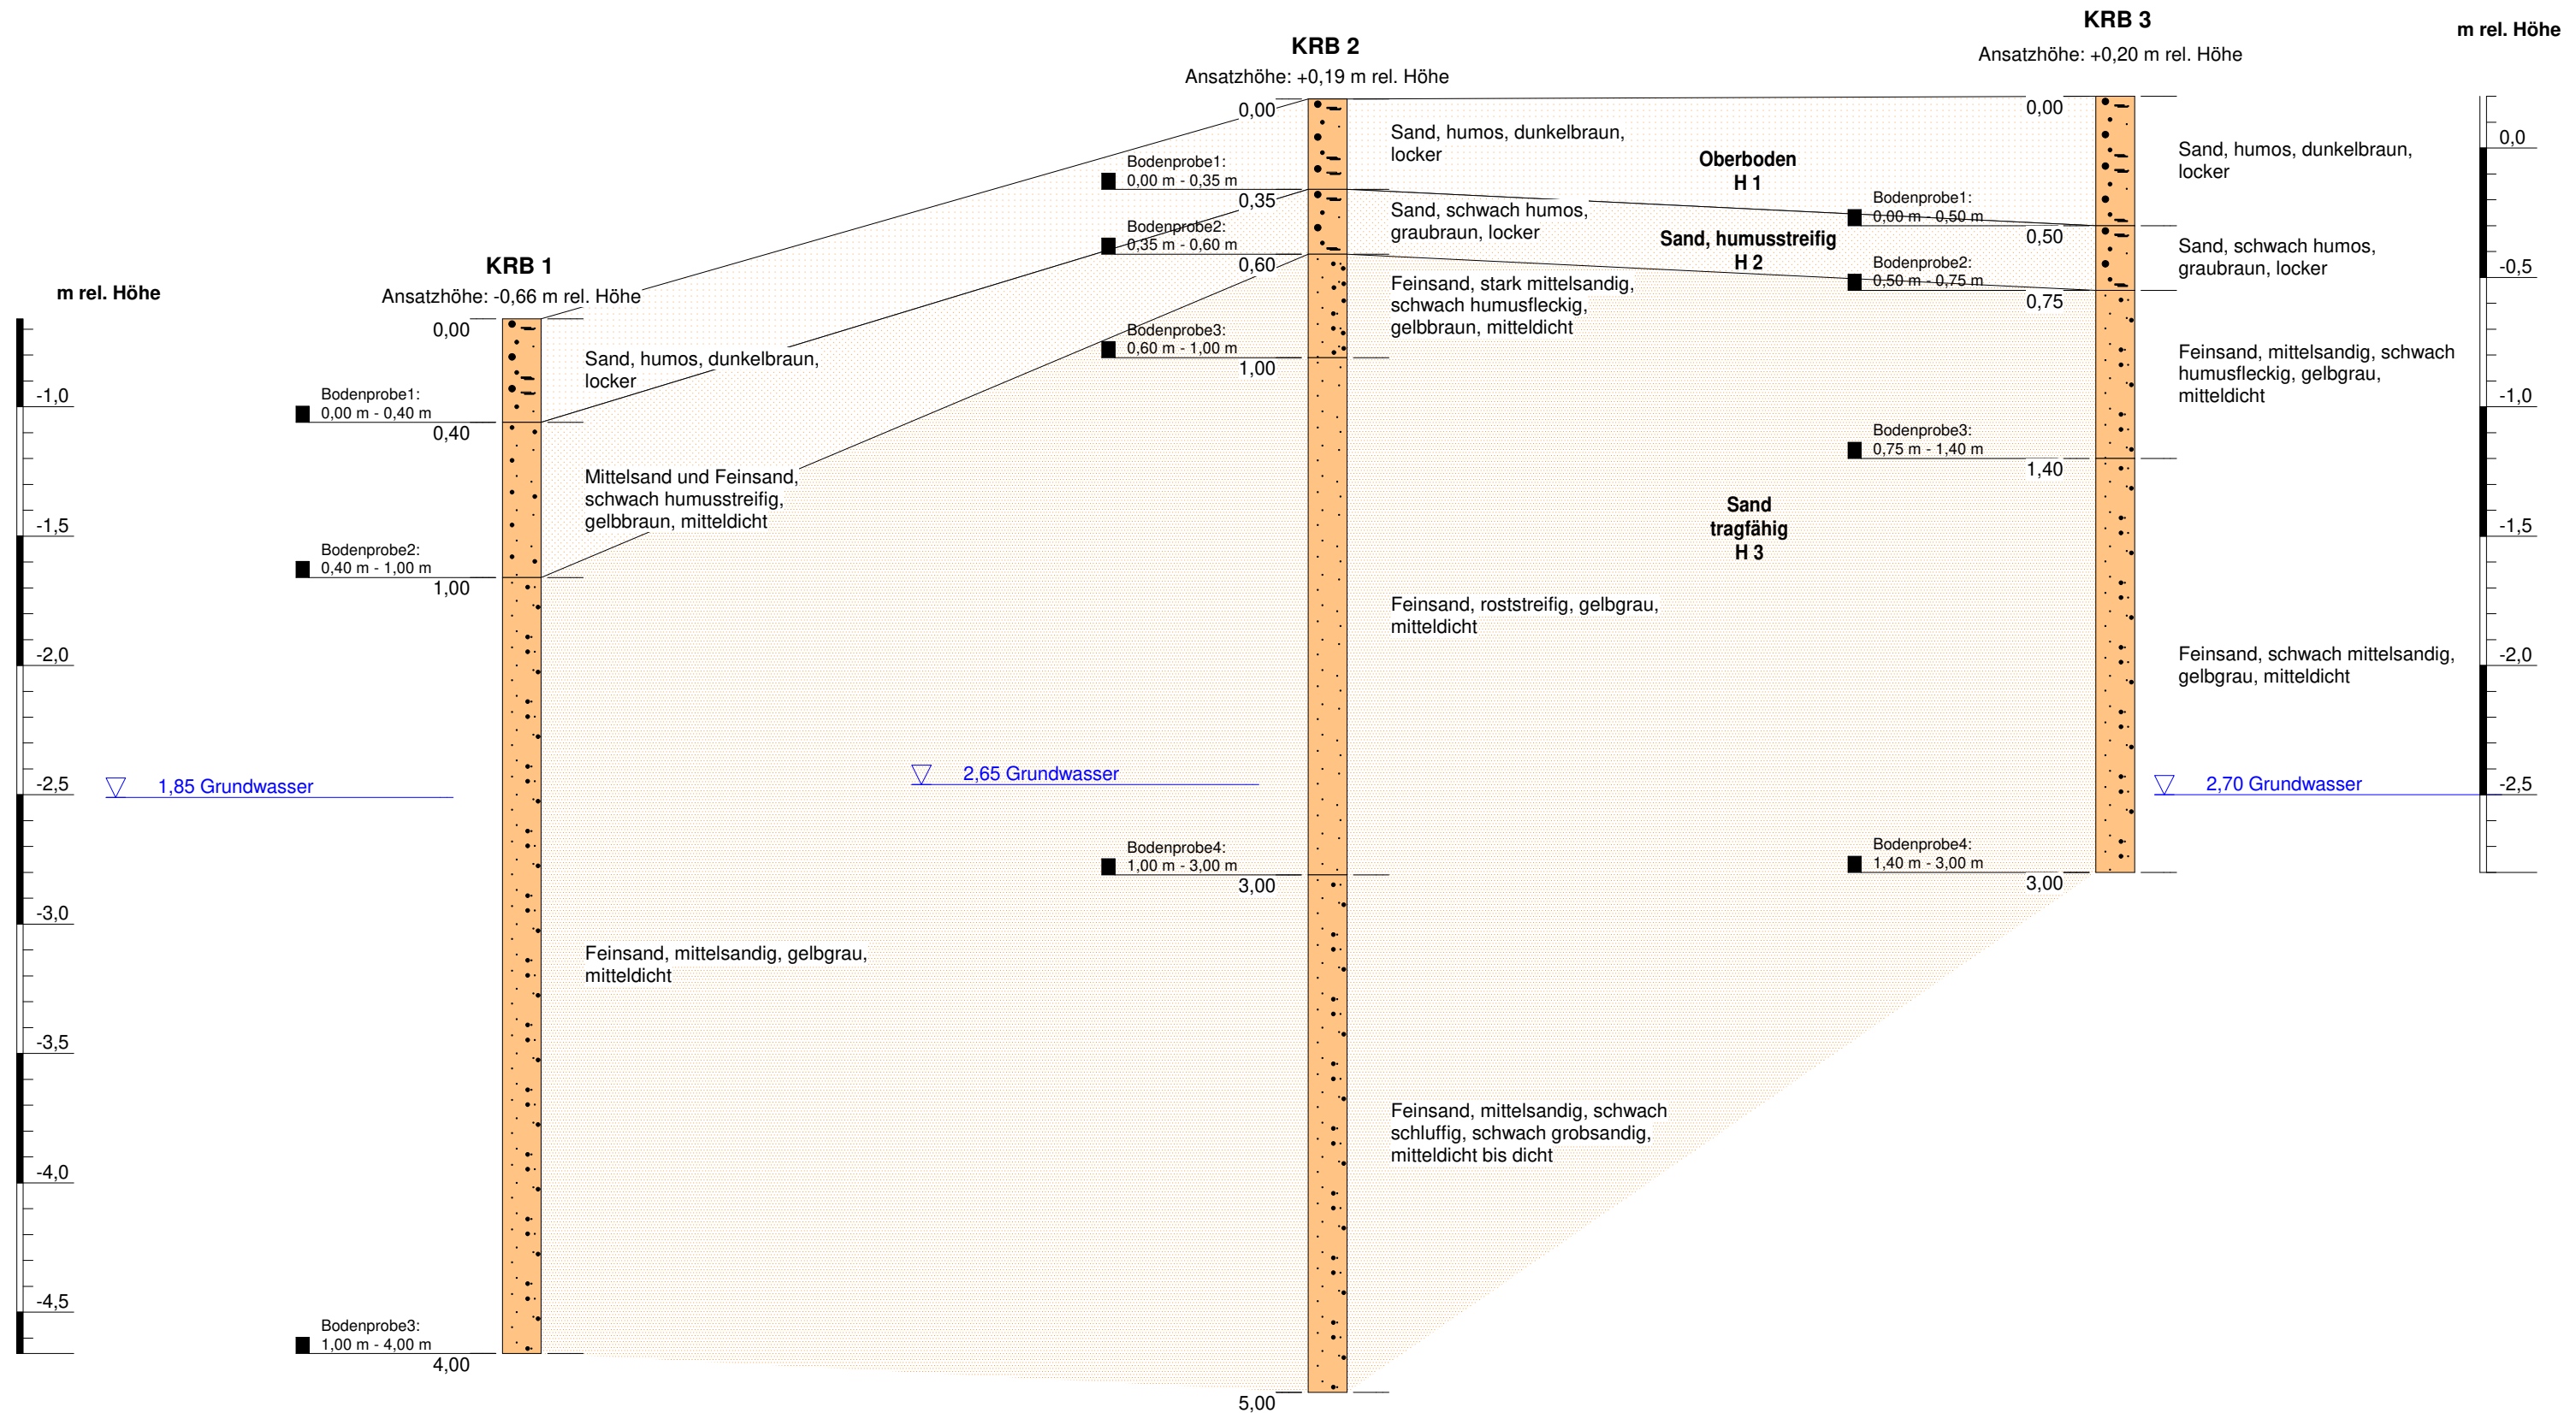 KRB 1
Ansatzhöhe: -0,66 m rel. Höhe
m rel. Höhe
-1,0
-1,5
-2,0
-2,5
-3,0
-3,5
-4,0
-4,5
0,00
0,40
1,00
4,00
Bodenprobe1:
0,00 m - 0,40 m
Bodenprobe2:
0,40 m - 1,00 m
Bodenprobe3:
1,00 m - 4,00 m
1,85 Grundwasser
Sand, humos, dunkelbraun,
locker
Mittelsand und Feinsand,
schwach humusstreifig,
gelbbraun, mitteldicht
Feinsand, mittelsandig, gelbgrau,
mitteldicht
KRB 2
Ansatzhöhe: +0,19 m rel. Höhe
0,00
0,35
0,60
1,00
3,00
5,00
Bodenprobe1:
0,00 m - 0,35 m
Bodenprobe2:
0,35 m - 0,60 m
Bodenprobe3:
0,60 m - 1,00 m
Bodenprobe4:
1,00 m - 3,00 m
2,65 Grundwasser
Sand, humos, dunkelbraun,
locker
Sand, schwach humos,
graubraun, locker
Feinsand, stark mittelsandig,
schwach humusfleckig,
gelbbraun, mitteldicht
Feinsand, roststreifig, gelbgrau,
mitteldicht
Feinsand, mittelsandig, schwach
schluffig, schwach grobsandig,
mitteldicht bis dicht
Oberboden
H 1
Sand, humusstreifig
H 2
Sand
tragfähig
H 3
KRB 3
Ansatzhöhe: +0,20 m rel. Höhe
0,00
0,50
0,75
1,40
3,00
Bodenprobe1:
0,00 m - 0,50 m
Bodenprobe2:
0,50 m - 0,75 m
Bodenprobe3:
0,75 m - 1,40 m
Bodenprobe4:
1,40 m - 3,00 m
2,70 Grundwasser
Sand, humos, dunkelbraun,
locker
Sand, schwach humos,
graubraun, locker
Feinsand, mittelsandig, schwach
humusfleckig, gelbgrau,
mitteldicht
Feinsand, schwach mittelsandig,
gelbgrau, mitteldicht
m rel. Höhe
0,0
-0,5
-1,0
-1,5
-2,0
-2,5